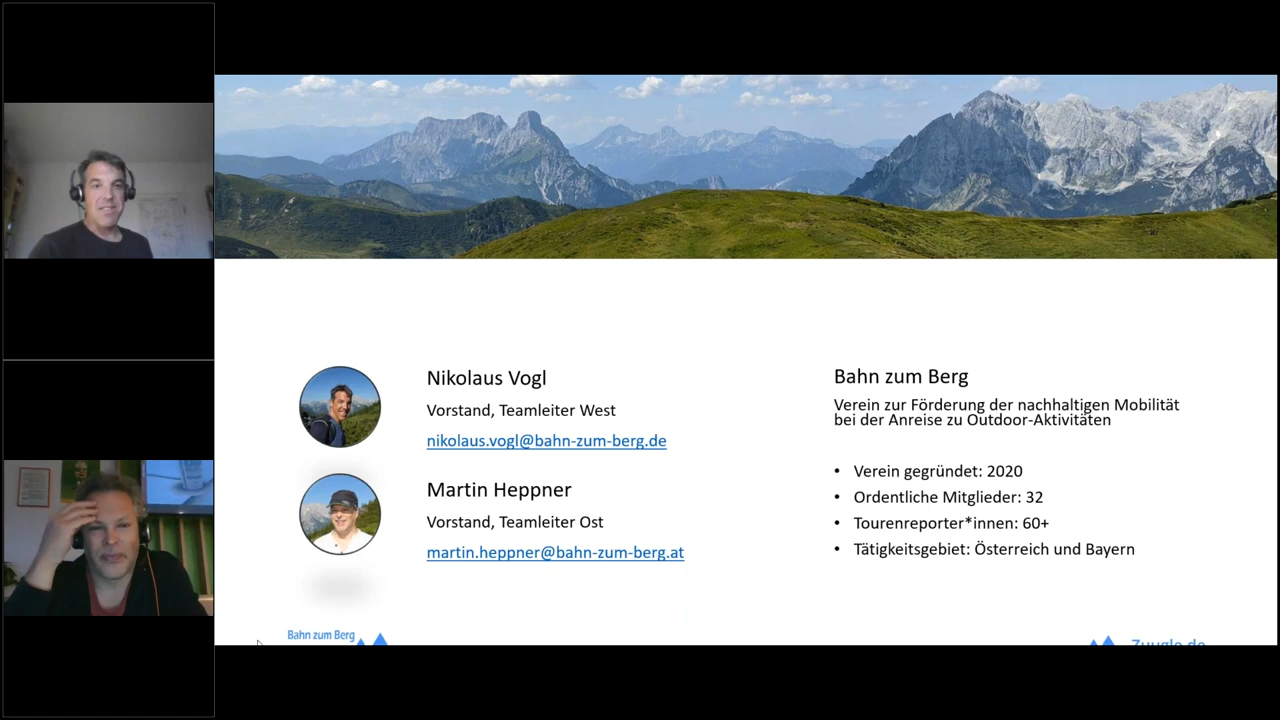 Nikolaus Vogl
Vorstand, Teamleiter West
nikolaus.vogl@bahn-zum-berg.de
Martin Heppner
Vorstand, Teamleiter Ost
martin.heppner@bahn-zum-berg.at
Bahn zum Berg
Verein zur Förderung der nachhaltigen Mobilität
bei der Anreise zu Outdoor-Aktivitäten
• Verein gegründet: 2020
• Ordentliche Mitglieder: 32
• Tourenreporter*innen: 60+
• Tätigkeitsgebiet: Österreich und Bayern
Bahn zum Berg
Zuugle.de